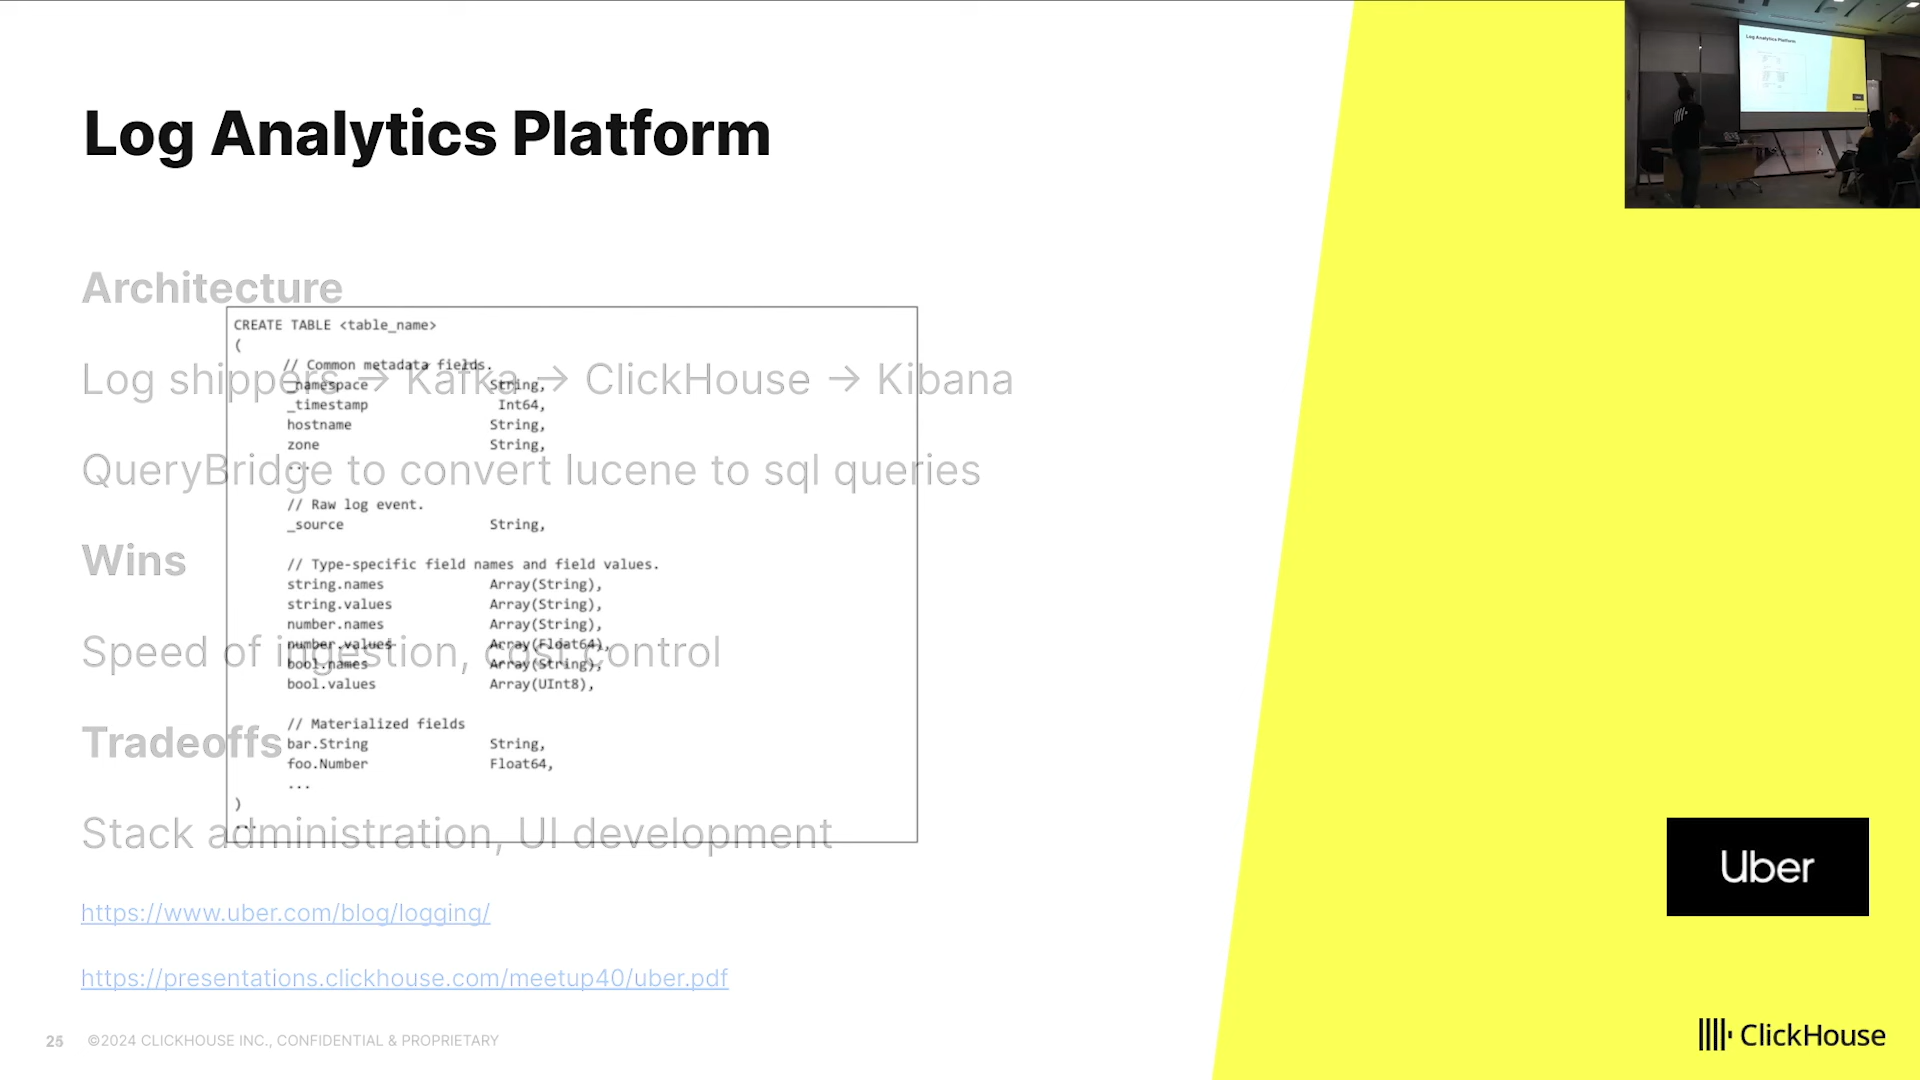 Log Analytics Platform
Architecture
Log shippers → Kafka → ClickHouse → Kibana
QueryBridge to convert lucene to sql queries
Wins
Speed of ingestion, cost control
Tradeoffs
Stack administration, UI development
https://www.uber.com/blog/logging/
https://presentations.clickhouse.com/meetup40/uber.pdf
CREATE TABLE <table_name>
(
// Common metadata fields.
_namespace String,
_timestamp Int64,
hostname String,
zone String,
...
// Raw log event.
_source String,
// Type-specific field names and field values.
string.names Array(String),
string.values Array(String),
number.names Array(String),
number.values Array(Float64),
bool.names Array(String),
bool.values Array(UInt8),
// Materialized fields
bar.String String,
foo.Number Float64,
...
)
...
25 ©2024 CLICKHOUSE INC., CONFIDENTIAL & PROPRIETARY
Uber
ClickHouse
Log Analytics Platform